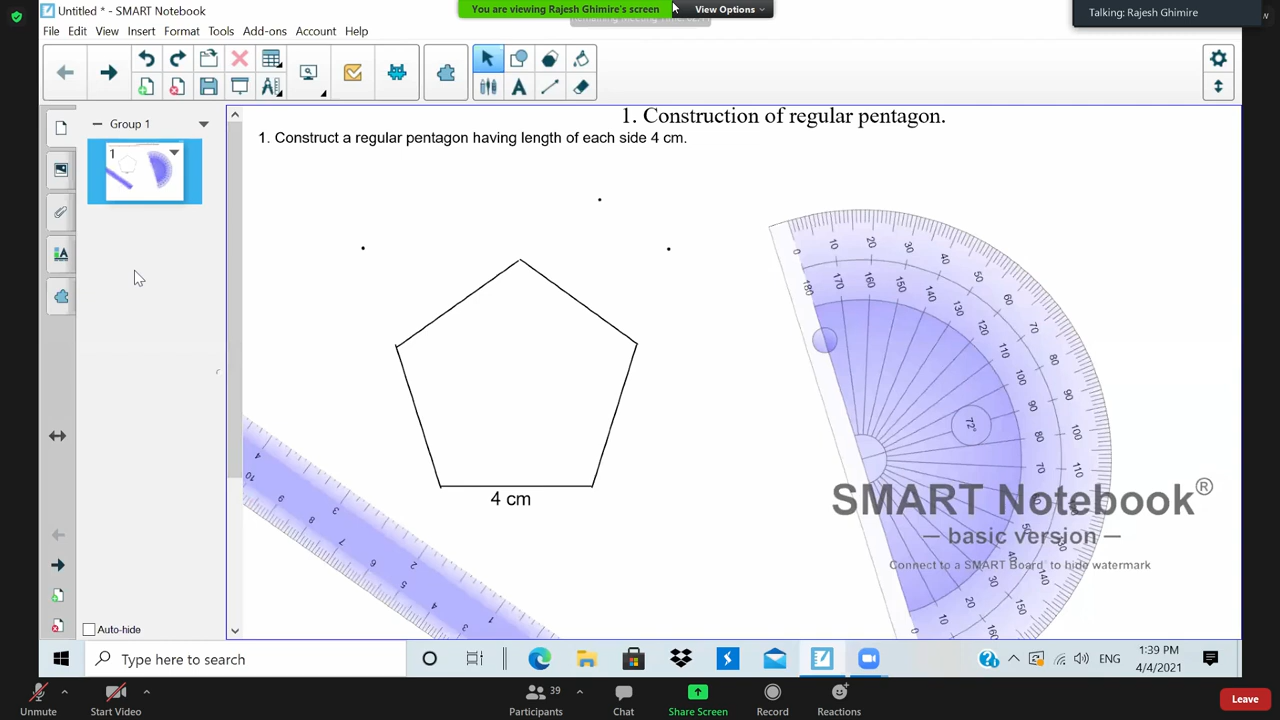 Untitled * - SMART Notebook
You are viewing Rajesh Ghimire's screen
View Options
Talking: Rajesh Ghimire
File Edit View Insert Format Tools Add-ons Account Help
Group 1
1
1. Construction of regular pentagon.
1. Construct a regular pentagon having length of each side 4 cm.
4 cm
72°
SMART Notebook®
— basic version —
Connect to a SMART Board to hide watermark
Auto-hide
Type here to search
ENG
1:39 PM
4/4/2021
Unmute
Start Video
39
Participants
Chat
Share Screen
Record
Reactions
Leave